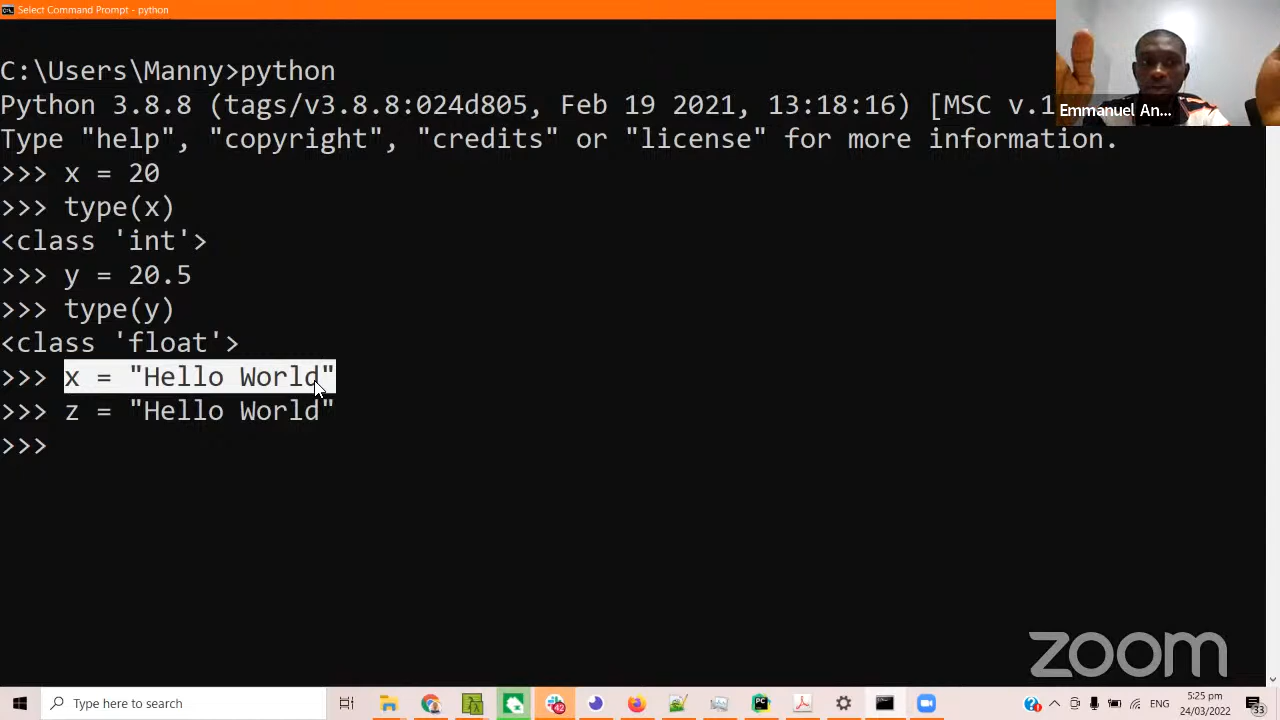 Select Command Prompt - python
C:\Users\Manny>python
Python 3.8.8 (tags/v3.8.8:024d805, Feb 19 2021, 13:18:16) [MSC v.1
Emmanuel An...
Type "help", "copyright", "credits" or "license" for more information.
>>> x = 20
>>> type(x)
<class 'int'>
>>> y = 20.5
>>> type(y)
<class 'float'>
>>> x = "Hello World"
>>> z = "Hello World"
>>>
zoom
Type here to search
42
PC
ENG
5:25 pm
24/03/2022
33